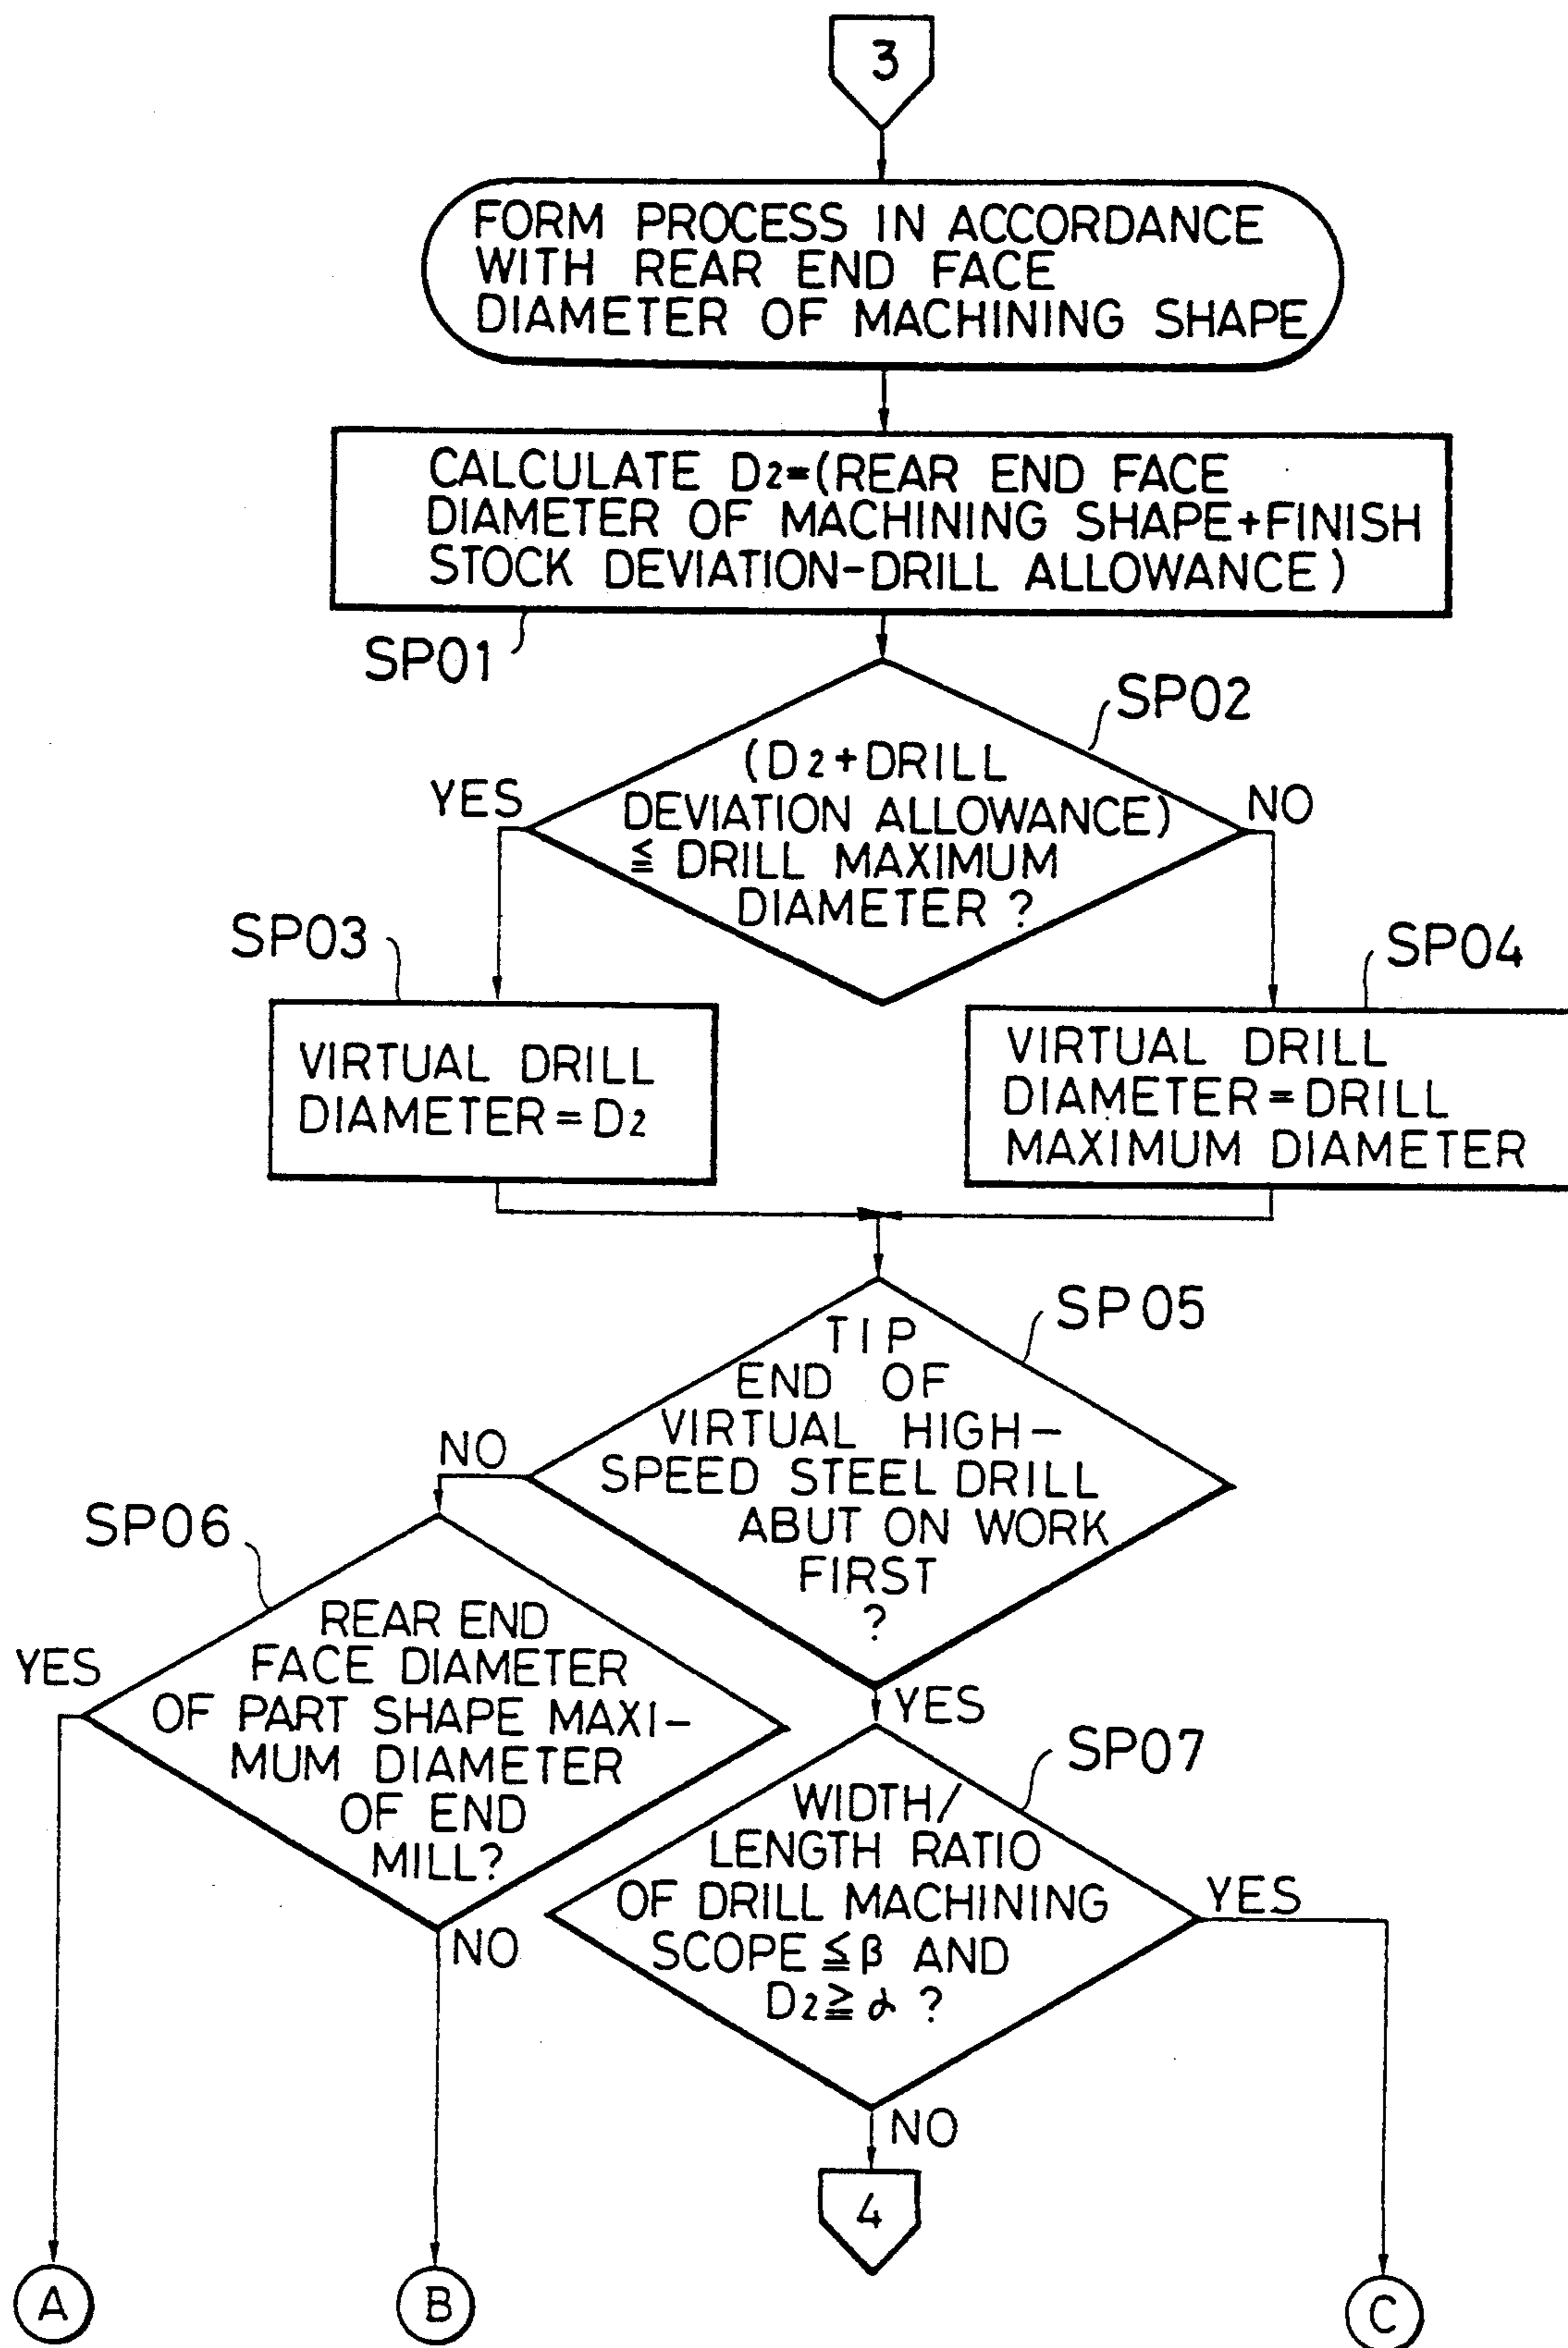 3
FORM PROCESS IN ACCORDANCE
WITH REAR END FACE
DIAMETER OF MACHINING SHAPE
CALCULATE D2=(REAR END FACE
DIAMETER OF MACHINING SHAPE+FINISH
STOCK DEVIATION-DRILL ALLOWANCE)
SP01
SP02
(D2+DRILL
DEVIATION ALLOWANCE)
≦ DRILL MAXIMUM
DIAMETER ?
YES
NO
SP03
SP04
VIRTUAL DRILL
DIAMETER=D2
VIRTUAL DRILL
DIAMETER=DRILL
MAXIMUM DIAMETER
SP05
TIP
END OF
VIRTUAL HIGH-
SPEED STEEL DRILL
ABUT ON WORK
FIRST
?
NO
YES
SP06
REAR END
FACE DIAMETER
OF PART SHAPE MAXI-
MUM DIAMETER
OF END
MILL?
YES
NO
SP07
WIDTH/
LENGTH RATIO
OF DRILL MACHINING
SCOPE ≦ β AND
D2≧ α ?
YES
NO
4
A
B
C